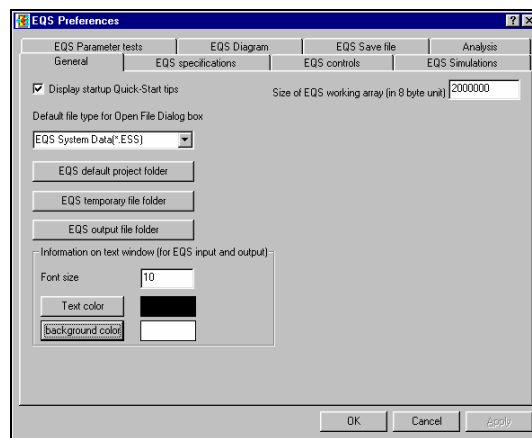 EQS Preferences
EQS Parameter tests EQS Diagram EQS Save file Analysis
General EQS specifications EQS controls EQS Simulations
Display startup Quick-Start tips
Size of EQS working array (in 8 byte unit) 2000000
Default file type for Open File Dialog box
EQS System Data(*.ESS)
EQS default project folder
EQS temporary file folder
EQS output file folder
Information on text window (for EQS input and output)
Font size 10
Text color
background color
OK Cancel Apply